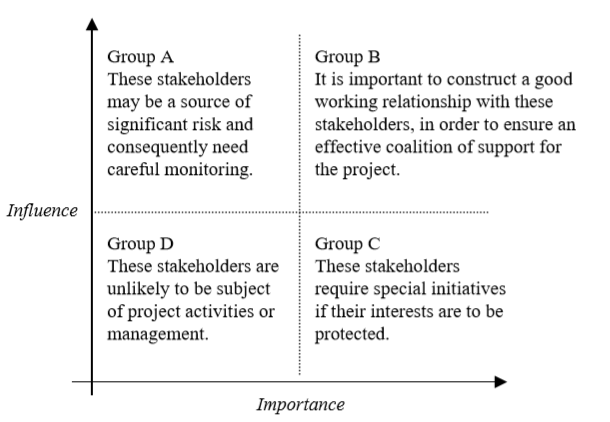 Group A
These stakeholders
may be a source of
significant risk and
consequently need
careful monitoring.
Group B
It is important to construct a good
working relationship with these
stakeholders, in order to ensure an
effective coalition of support for
the project.
Influence
Group D
These stakeholders are
unlikely to be subject
of project activities or
management.
Group C
These stakeholders
require special initiatives
if their interests are to be
protected.
Importance